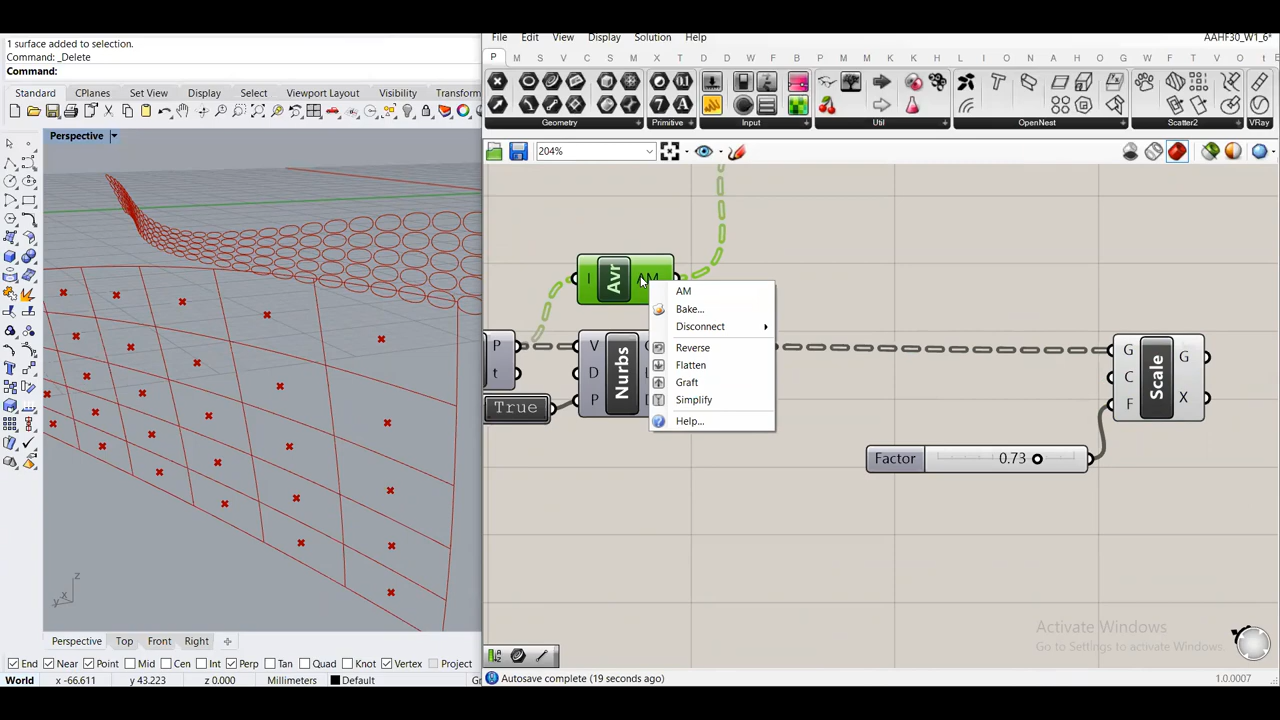 1 surface added to selection.
Command: _Delete
Command:
Standard CPlanes Set View Display Select Viewport Layout Visibility Transform
Perspective
z
y x
Perspective Top Front Right
End Near Point Mid Cen Int Perp Tan Quad Knot Vertex Project
World x -66.611 y 43.223 z 0.000 Millimeters Default
File Edit View Display Solution Help AAHF30_W1_6*
P M S V C S M T D D L K M A P L R I O N O A P F W B C E I
Geometry Primitive Input Util OpenNest Scatter2 VRay
204%
I Avr AM
AM
Bake...
Disconnect
Reverse
Flatten
Graft
Simplify
Help...
P t
True
V D P Nurbs
G C F Scale G X
Factor 0.73
Activate Windows
Go to Settings to activate Windows.
Autosave complete (19 seconds ago) 1.0.0007